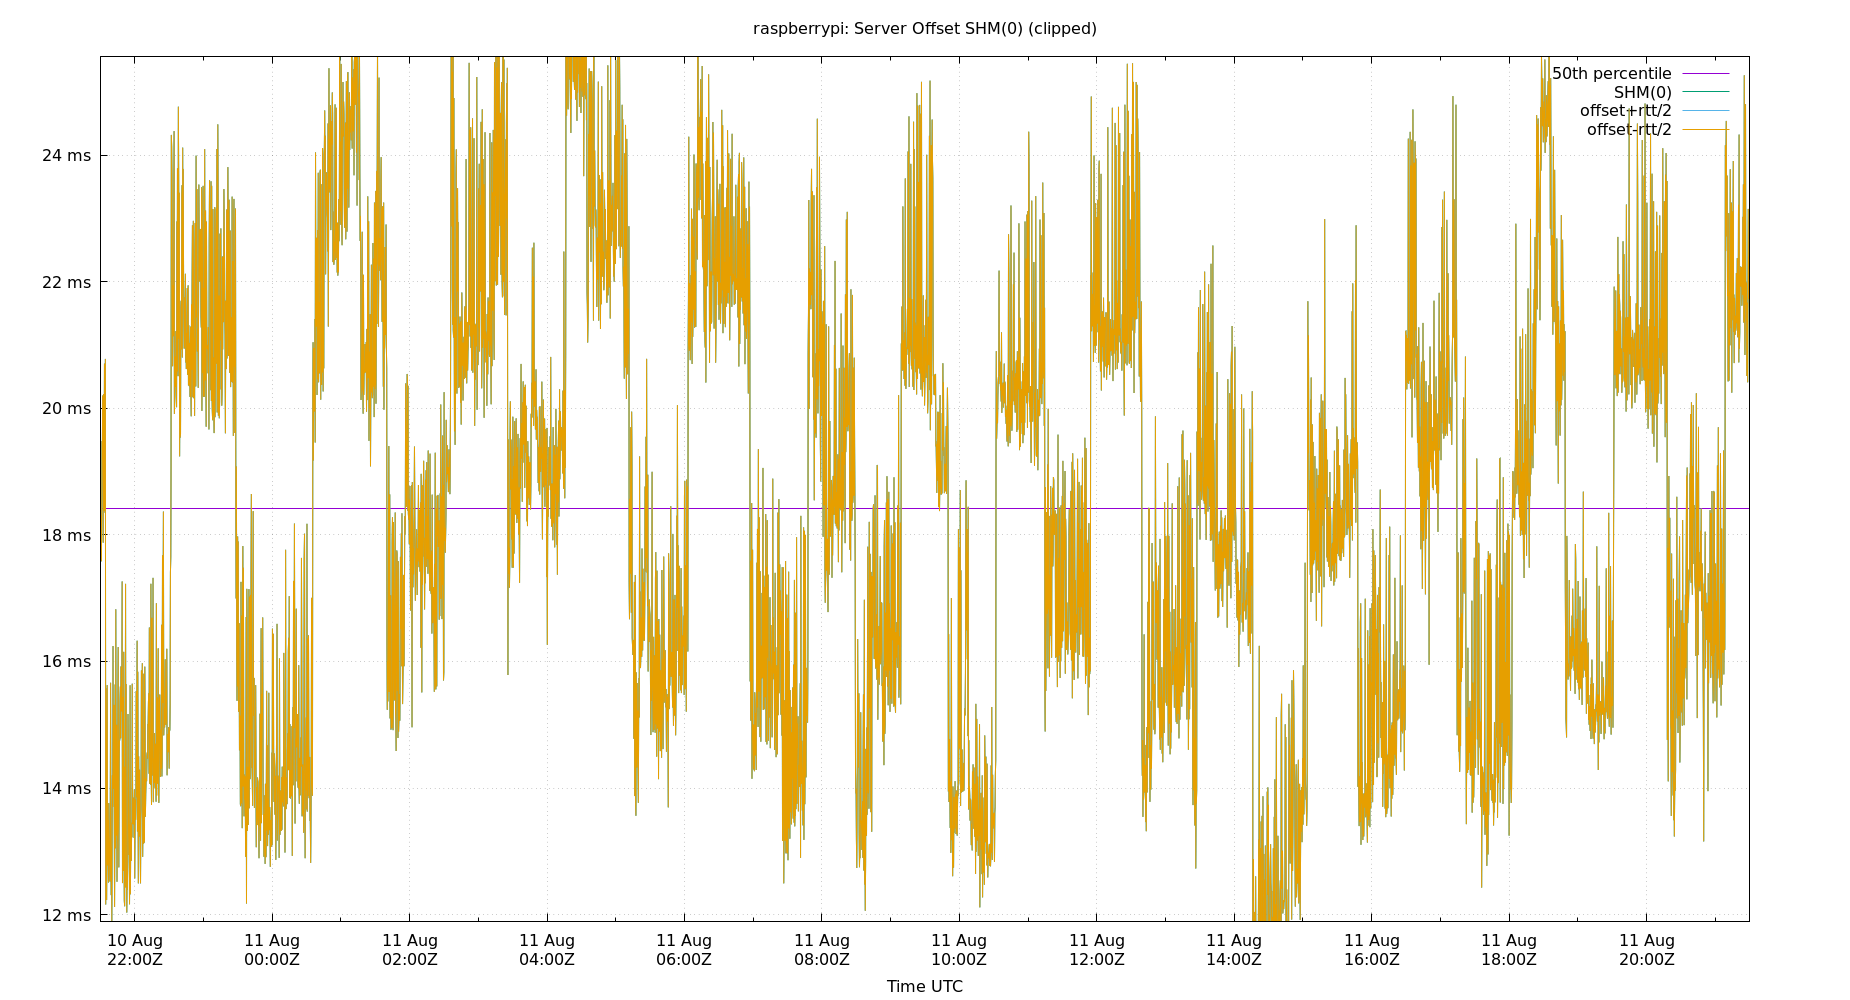 raspberrypi: Server Offset SHM(0) (clipped)
50th percentile
SHM(0)
offset+rtt/2
offset-rtt/2
24 ms
22 ms
20 ms
18 ms
16 ms
14 ms
12 ms
10 Aug 11 Aug 11 Aug 11 Aug 11 Aug 11 Aug 11 Aug 11 Aug 11 Aug 11 Aug 11 Aug 11 Aug
22:00Z 00:00Z 02:00Z 04:00Z 06:00Z 08:00Z 10:00Z 12:00Z 14:00Z 16:00Z 18:00Z 20:00Z
Time UTC